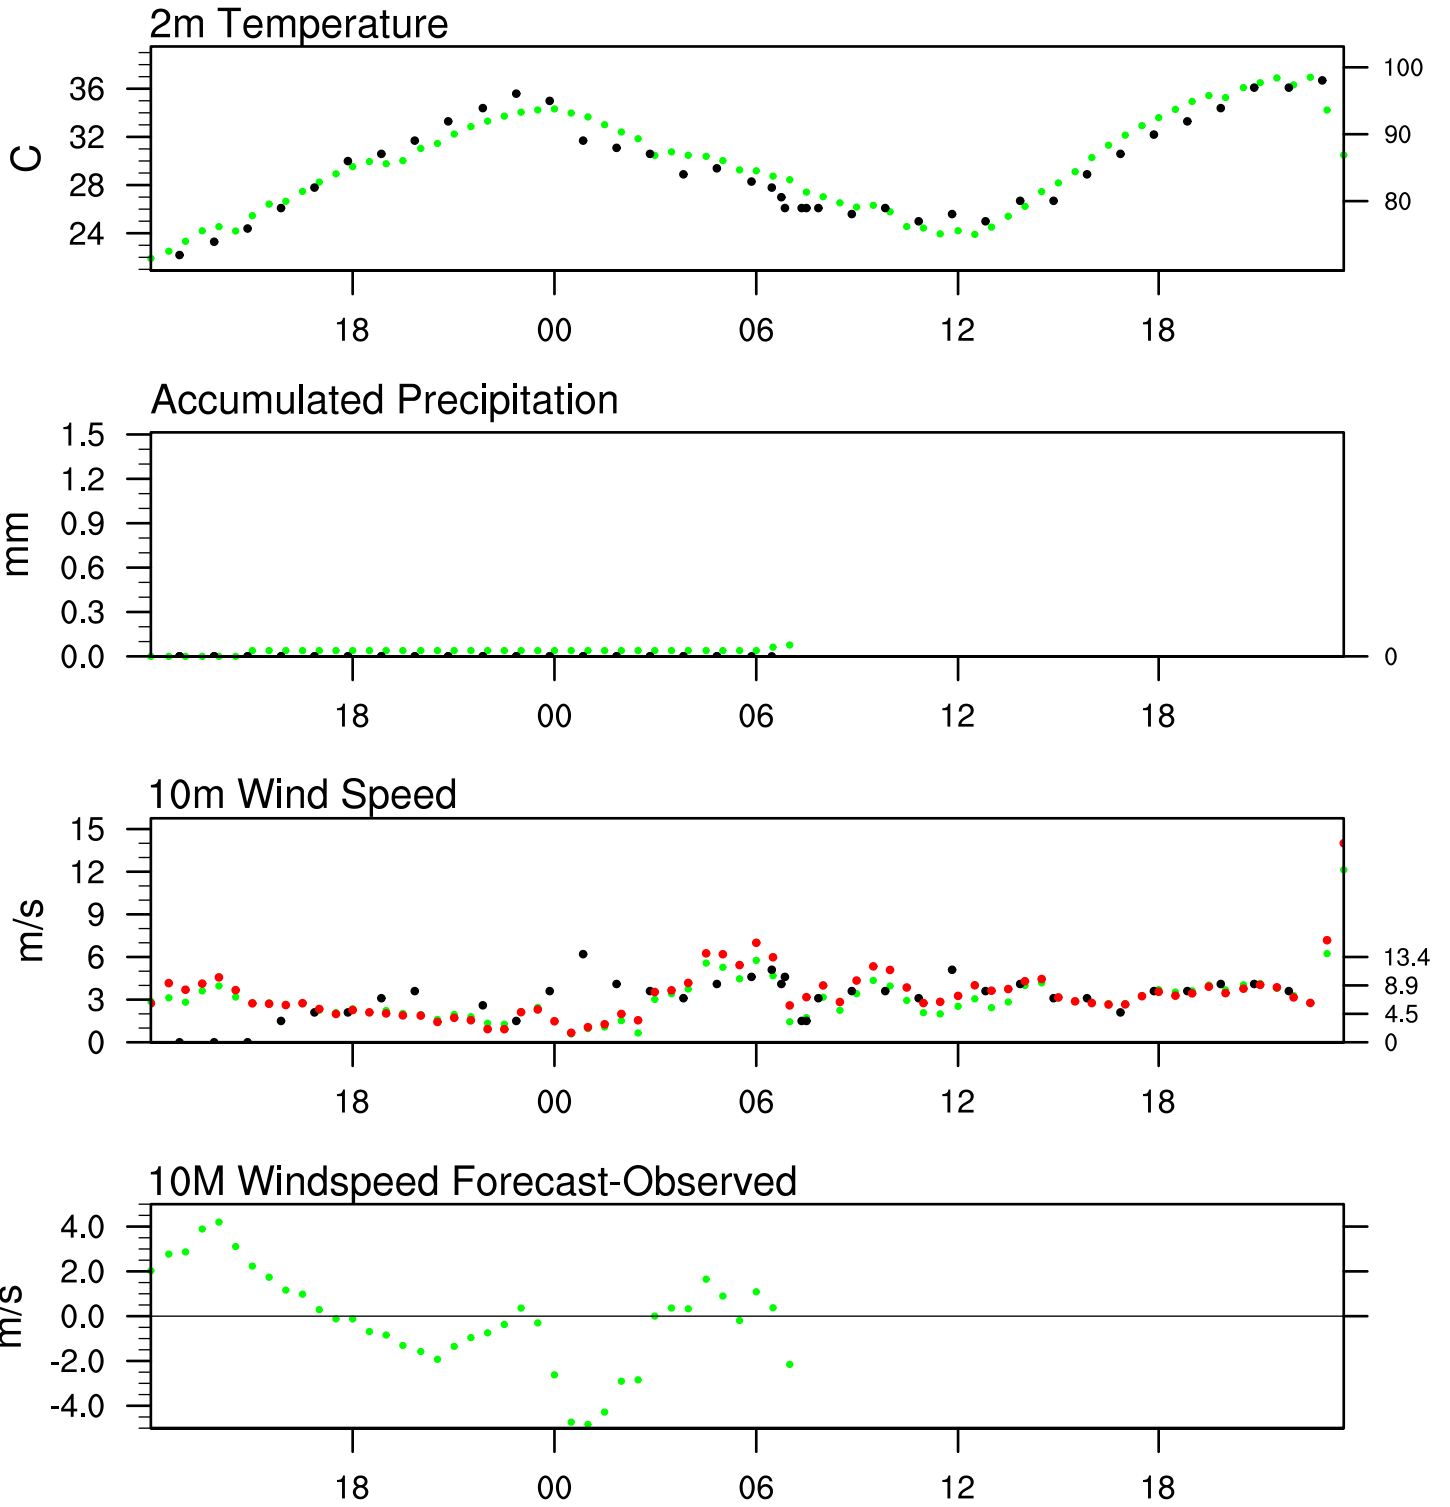 2m Temperature
C
36
32
28
24
100
90
80
18 00 06 12 18
Accumulated Precipitation
mm
1.5
1.2
0.9
0.6
0.3
0.0
0
18 00 06 12 18
10m Wind Speed
m/s
15
12
9
6
3
0
13.4
8.9
4.5
0
18 00 06 12 18
10M Windspeed Forecast-Observed
m/s
4.0
2.0
0.0
-2.0
-4.0
18 00 06 12 18